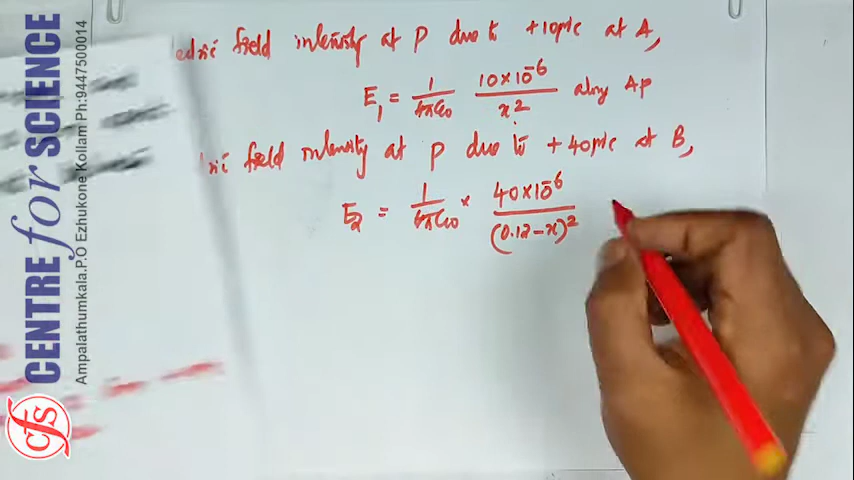 field intensity at P due to +10μc at A,
E₁ = 1/4πε₀ 10×10⁻⁶/x² along AP
field intensity at P due to +40μc at B,
E₂ = 1/4πε₀ × 40×10⁻⁶/(0.12-x)²
CENTRE for SCIENCE
Ampalathumkala.P.O Ezhukone Kollam Ph:9447500014
cfs